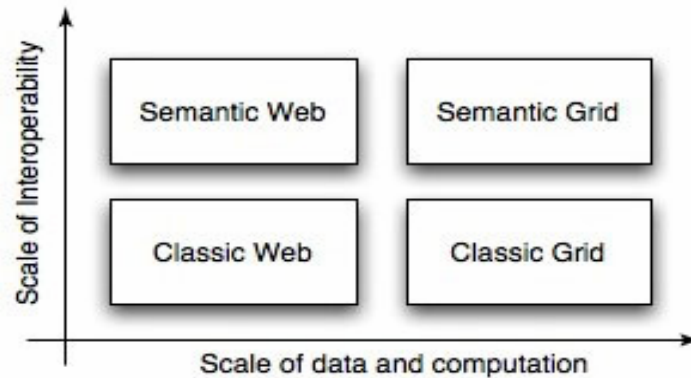 Scale of Interoperability
Semantic Web
Semantic Grid
Classic Web
Classic Grid
Scale of data and computation